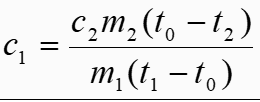 c₁ = c₂m₂(t₀ − t₂) / m₁(t₁ − t₀)